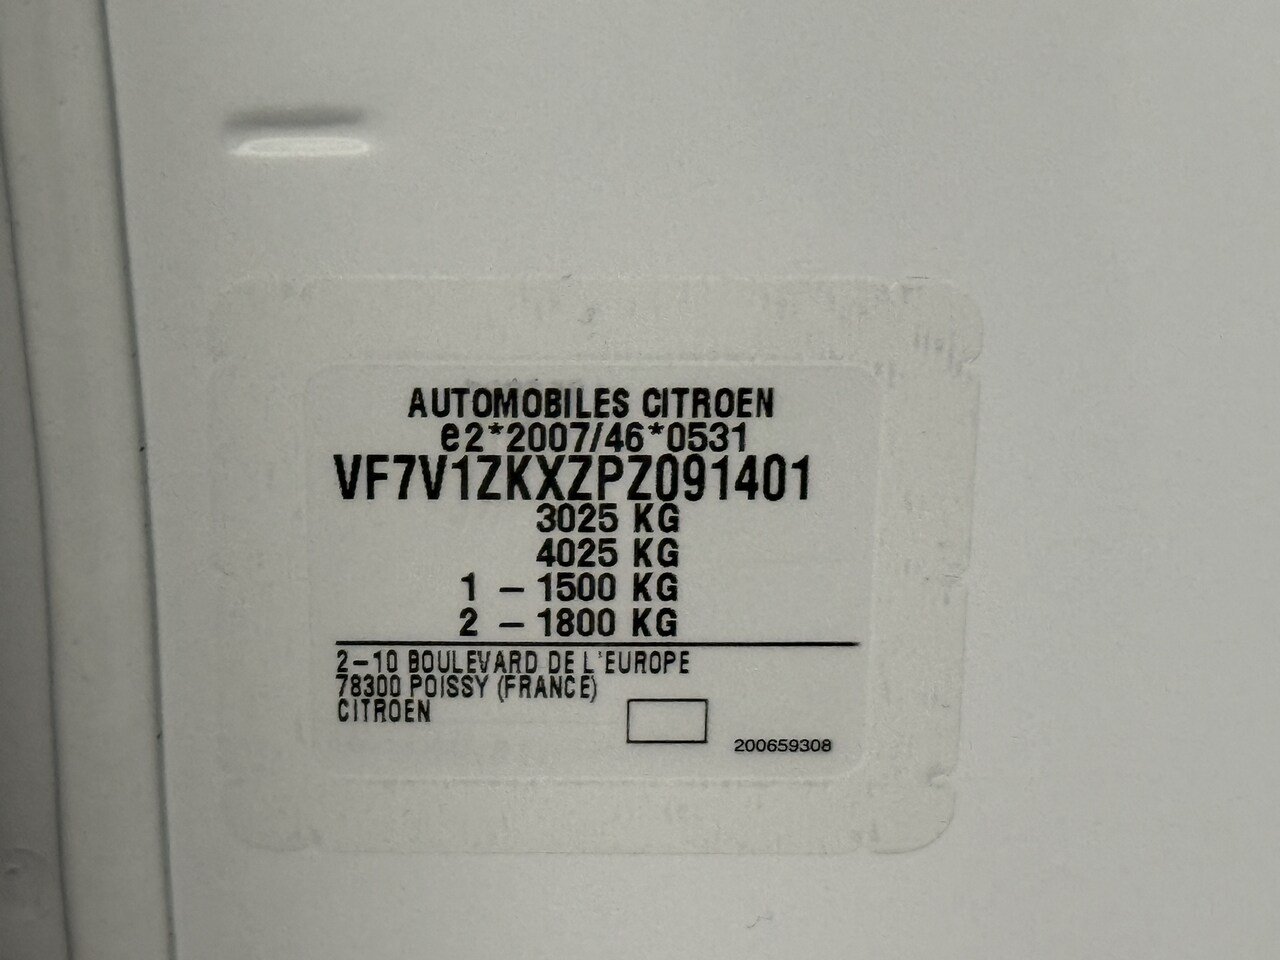 AUTOMOBILES CITROEN
e2*2007/46*0531
VF7V1ZKXZPZ091401
3025 KG
4025 KG
1 – 1500 KG
2 – 1800 KG
2–10 BOULEVARD DE L'EUROPE
78300 POISSY (FRANCE)
CITROEN
200659308